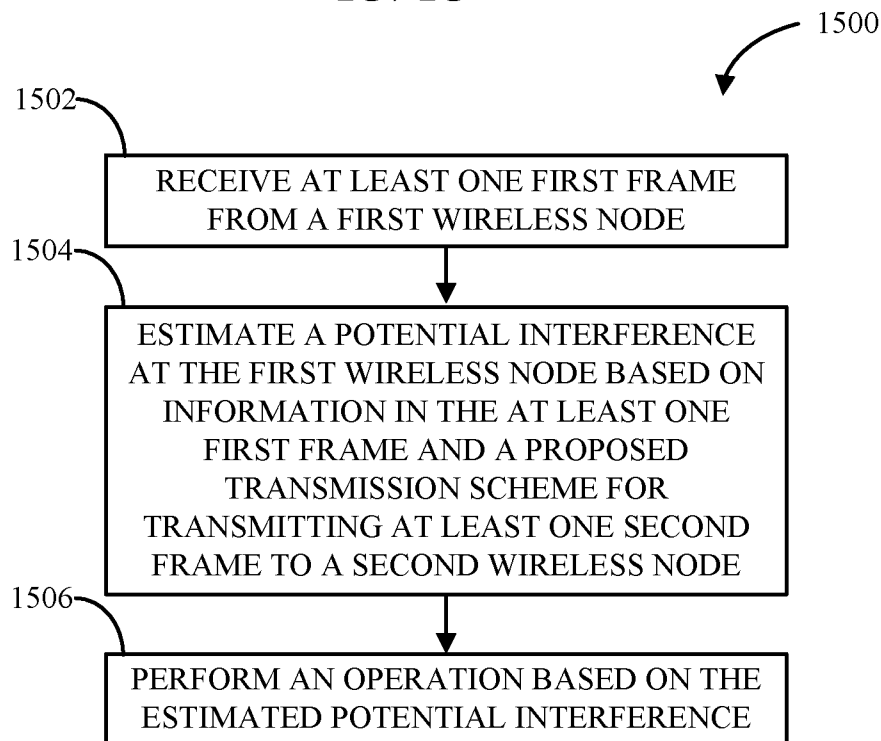 1500
1502
RECEIVE AT LEAST ONE FIRST FRAME
FROM A FIRST WIRELESS NODE
1504
ESTIMATE A POTENTIAL INTERFERENCE
AT THE FIRST WIRELESS NODE BASED ON
INFORMATION IN THE AT LEAST ONE
FIRST FRAME AND A PROPOSED
TRANSMISSION SCHEME FOR
TRANSMITTING AT LEAST ONE SECOND
FRAME TO A SECOND WIRELESS NODE
1506
PERFORM AN OPERATION BASED ON THE
ESTIMATED POTENTIAL INTERFERENCE